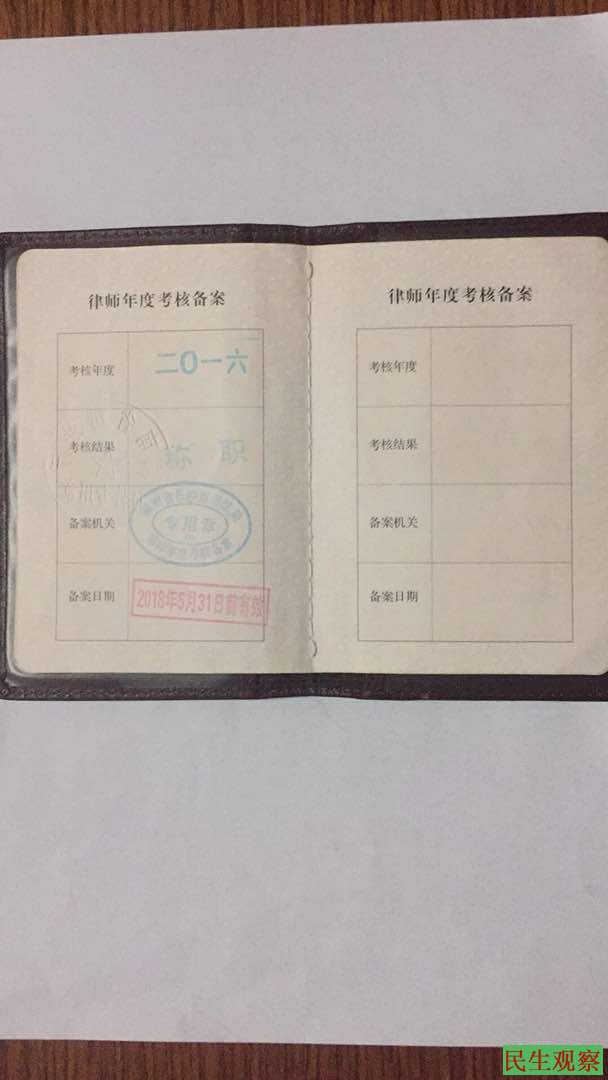 律师年度考核备案
考核年度
二〇一六
考核结果
称职
备案机关
专用章
备案日期
2018年5月31日前有效
律师年度考核备案
考核年度
考核结果
备案机关
备案日期
民生观察